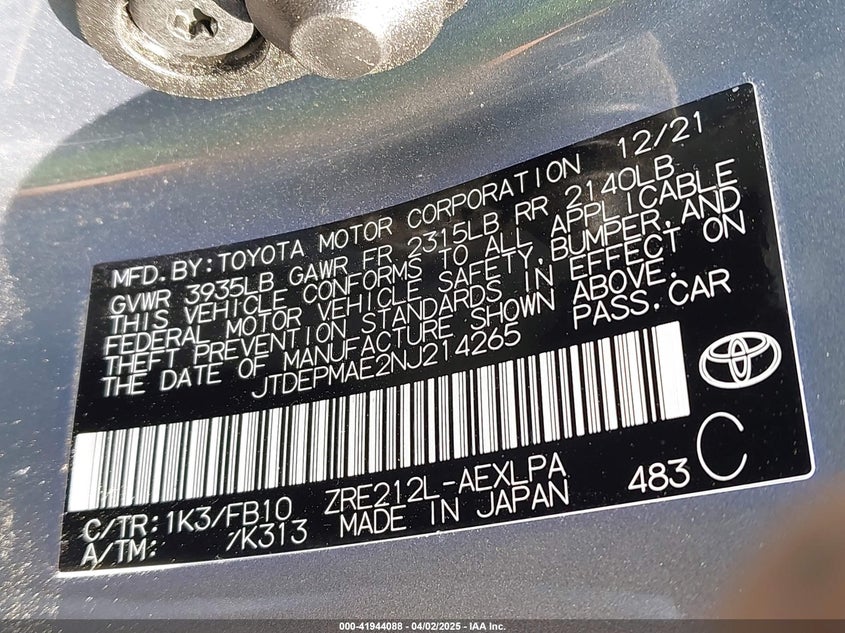 MFD. BY: TOYOTA MOTOR CORPORATION 12/21
GVWR 3935LB GAWR FR 2315LB RR 2140LB
THIS VEHICLE CONFORMS TO ALL APPLICABLE
FEDERAL MOTOR VEHICLE SAFETY, BUMPER, AND
THEFT PREVENTION STANDARDS IN EFFECT ON
THE DATE OF MANUFACTURE SHOWN ABOVE.
JTDEPMAE2NJ214265 PASS. CAR
C/TR: 1K3/FB10 ZRE212L-AEXLPA 483 C
A/TM: /K313 MADE IN JAPAN
000-41944088 04/02/2025 - IAA Inc.